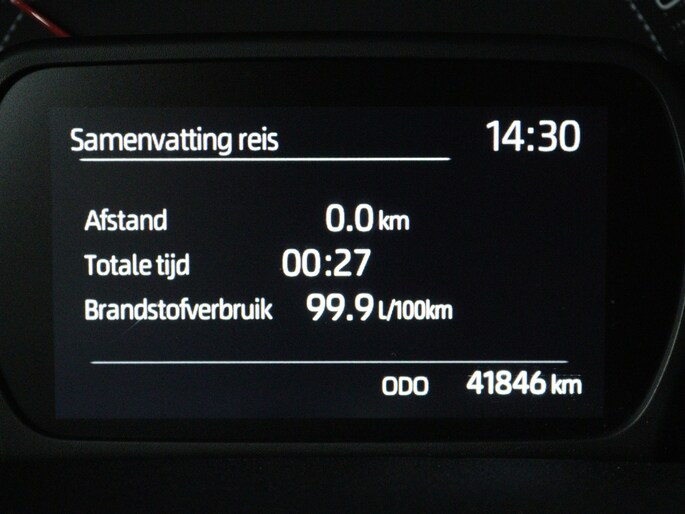 Samenvatting reis 14:30
Afstand 0.0 km
Totale tijd 00:27
Brandstofverbruik 99.9 L/100km
ODO 41846 km